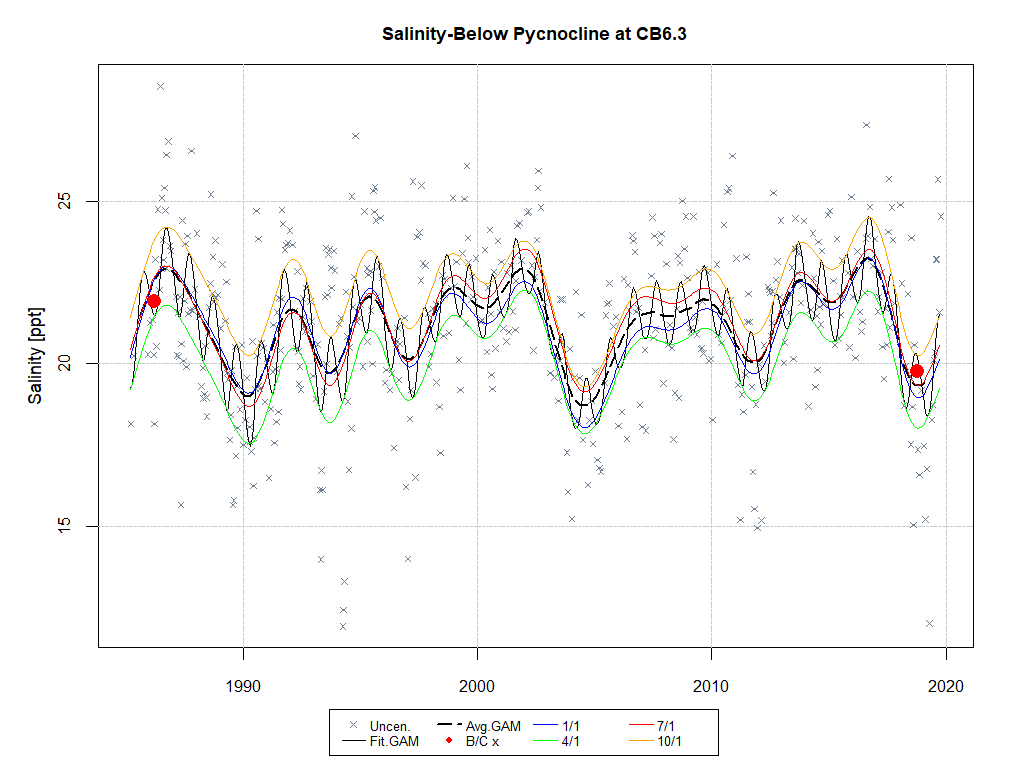 Salinity-Below Pycnocline at CB6.3
Salinity [ppt]
25
20
15
1990 2000 2010 2020
Uncen. Avg.GAM 1/1 7/1
Fit.GAM B/C x 4/1 10/1